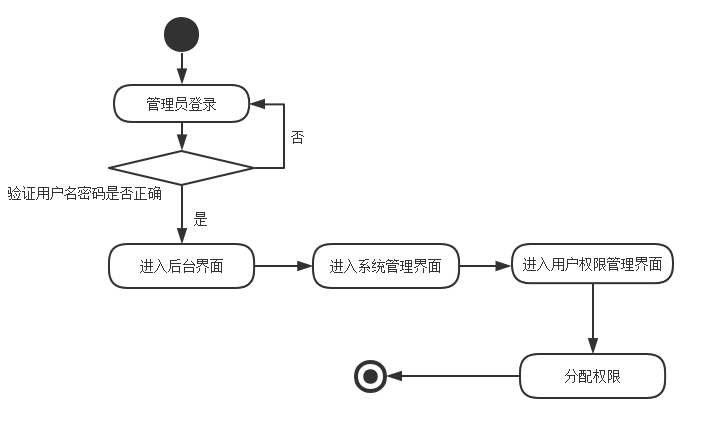 管理员登录
否
验证用户名密码是否正确
是
进入后台界面
进入系统管理界面
进入用户权限管理界面
分配权限